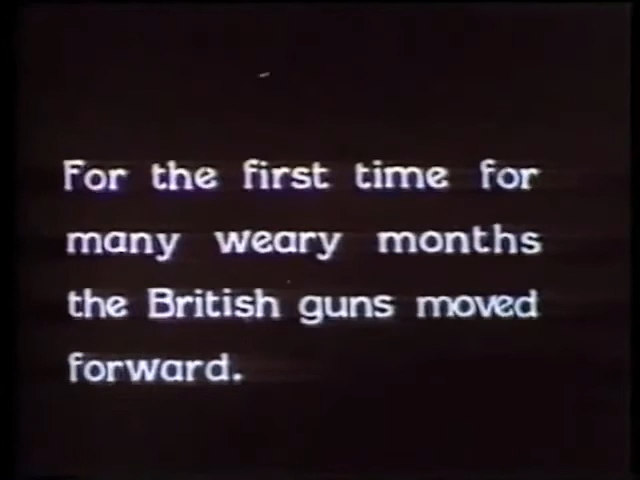 For the first time for
many weary months
the British guns moved
forward.